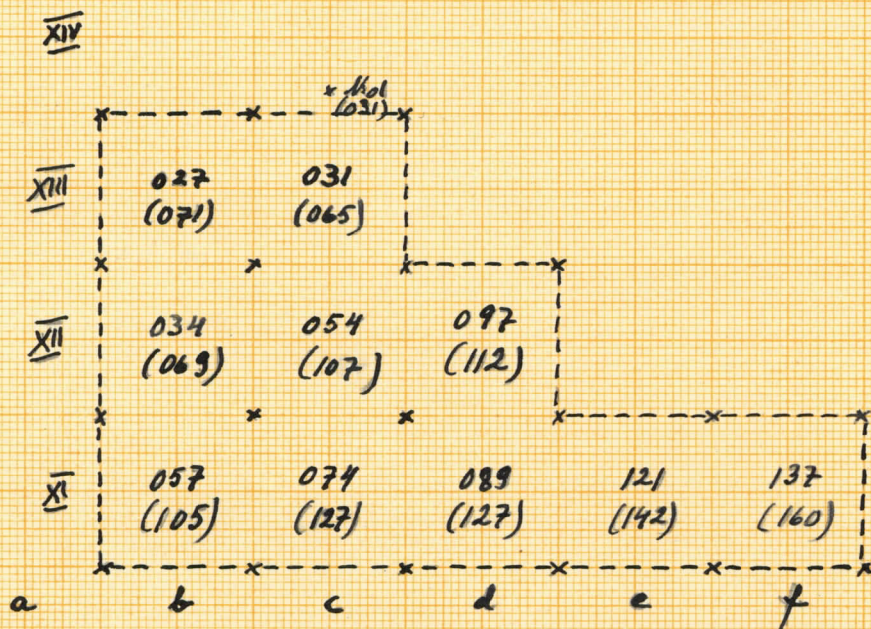 XIV
(031)
XIII
027 031
(071) (065)
XII
034 054 097
(069) (107) (112)
XI
057 074 089 121 137
(105) (127) (127) (142) (160)
a b c d e f